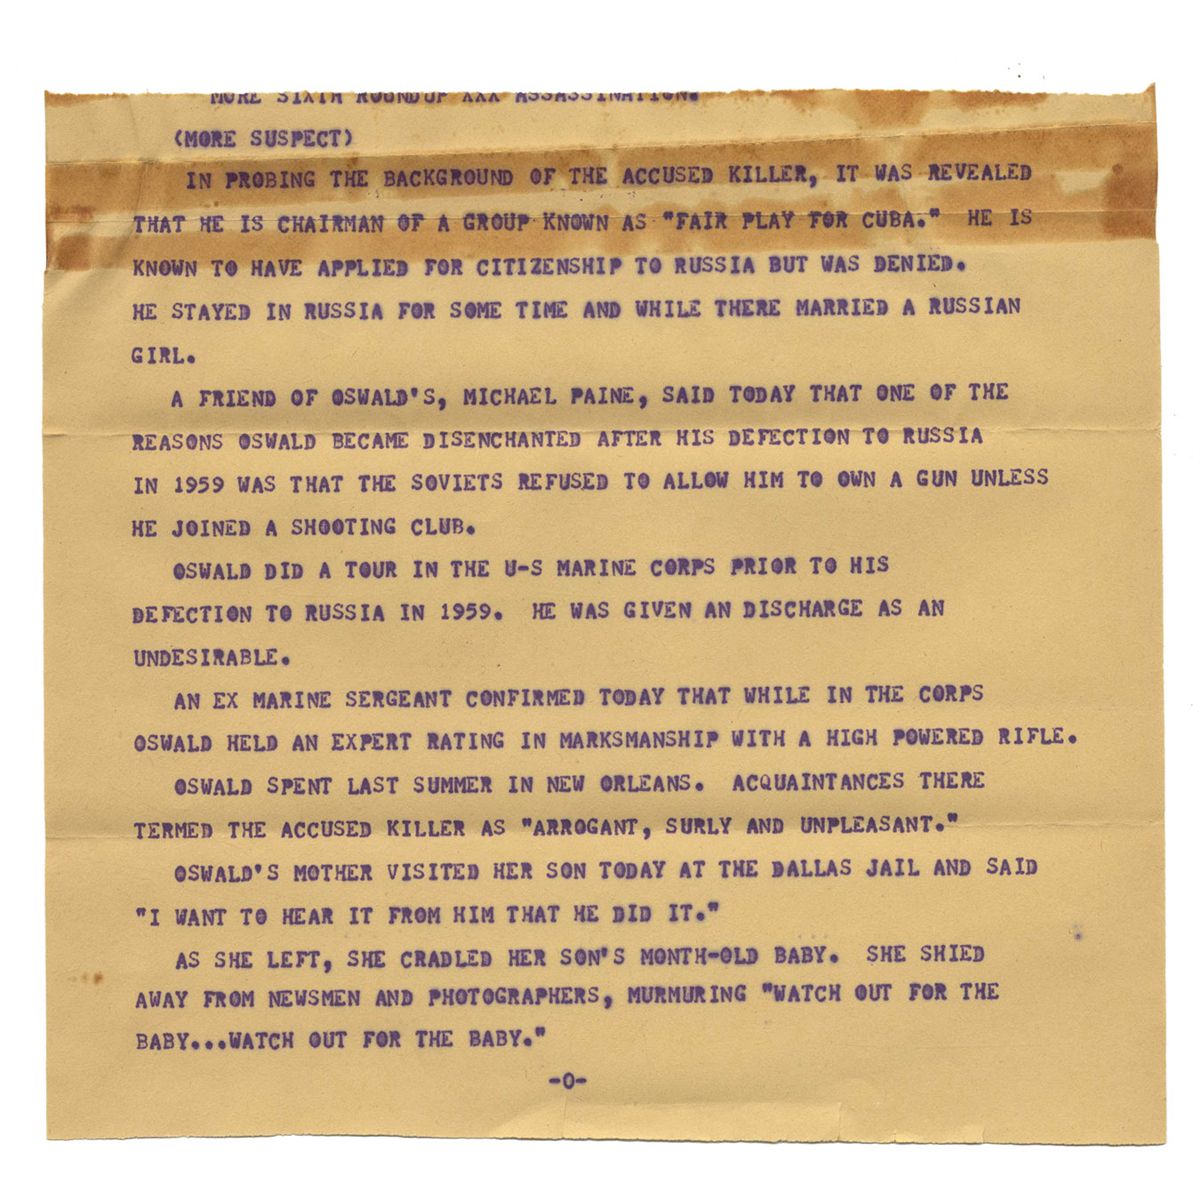 MORE SIXTH ROUNDUP XXX ASSASSINATION.
(MORE SUSPECT)
IN PROBING THE BACKGROUND OF THE ACCUSED KILLER, IT WAS REVEALED
THAT HE IS CHAIRMAN OF A GROUP KNOWN AS "FAIR PLAY FOR CUBA." HE IS
KNOWN TO HAVE APPLIED FOR CITIZENSHIP TO RUSSIA BUT WAS DENIED.
HE STAYED IN RUSSIA FOR SOME TIME AND WHILE THERE MARRIED A RUSSIAN
GIRL.
A FRIEND OF OSWALD'S, MICHAEL PAINE, SAID TODAY THAT ONE OF THE
REASONS OSWALD BECAME DISENCHANTED AFTER HIS DEFECTION TO RUSSIA
IN 1959 WAS THAT THE SOVIETS REFUSED TO ALLOW HIM TO OWN A GUN UNLESS
HE JOINED A SHOOTING CLUB.
OSWALD DID A TOUR IN THE U-S MARINE CORPS PRIOR TO HIS
DEFECTION TO RUSSIA IN 1959. HE WAS GIVEN AN DISCHARGE AS AN
UNDESIRABLE.
AN EX MARINE SERGEANT CONFIRMED TODAY THAT WHILE IN THE CORPS
OSWALD HELD AN EXPERT RATING IN MARKSMANSHIP WITH A HIGH POWERED RIFLE.
OSWALD SPENT LAST SUMMER IN NEW ORLEANS. ACQUAINTANCES THERE
TERMED THE ACCUSED KILLER AS "ARROGANT, SURLY AND UNPLEASANT."
OSWALD'S MOTHER VISITED HER SON TODAY AT THE DALLAS JAIL AND SAID
"I WANT TO HEAR IT FROM HIM THAT HE DID IT."
AS SHE LEFT, SHE CRADLED HER SON'S MONTH-OLD BABY. SHE SHIED
AWAY FROM NEWSMEN AND PHOTOGRAPHERS, MURMURING "WATCH OUT FOR THE
BABY...WATCH OUT FOR THE BABY."
-0-